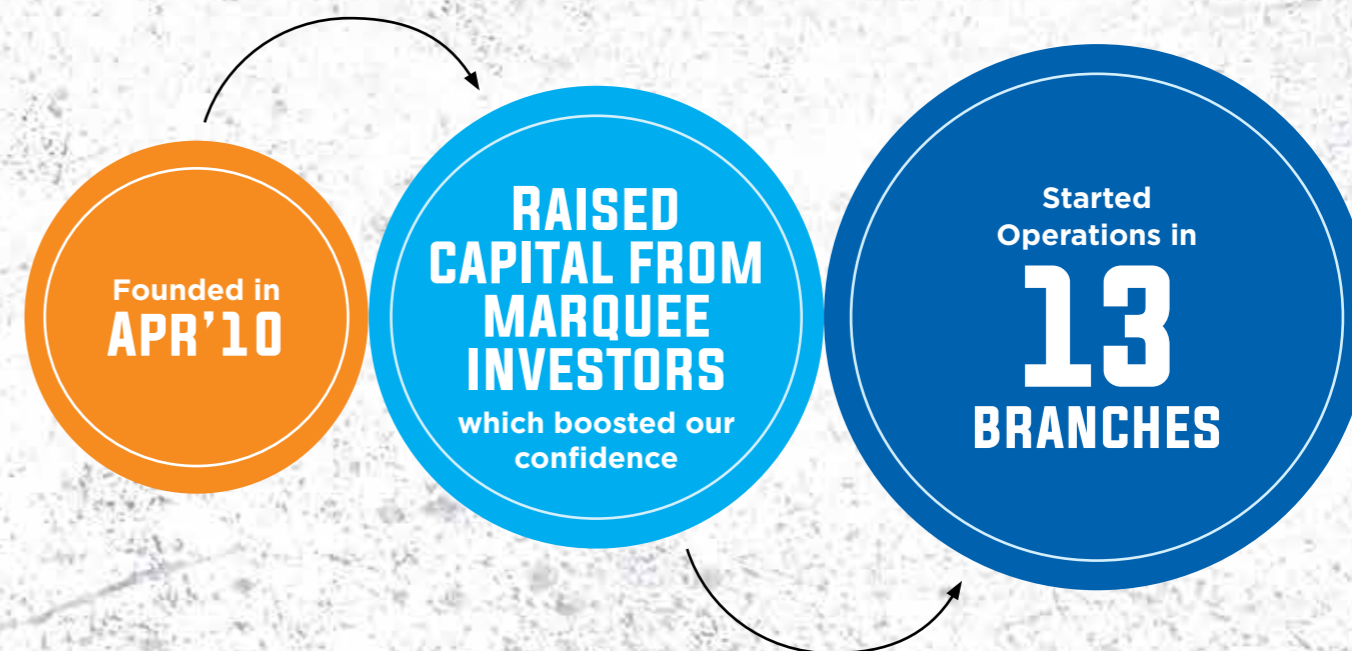 Founded in
APR'10
RAISED
CAPITAL FROM
MARQUEE
INVESTORS
which boosted our
confidence
Started
Operations in
13
BRANCHES